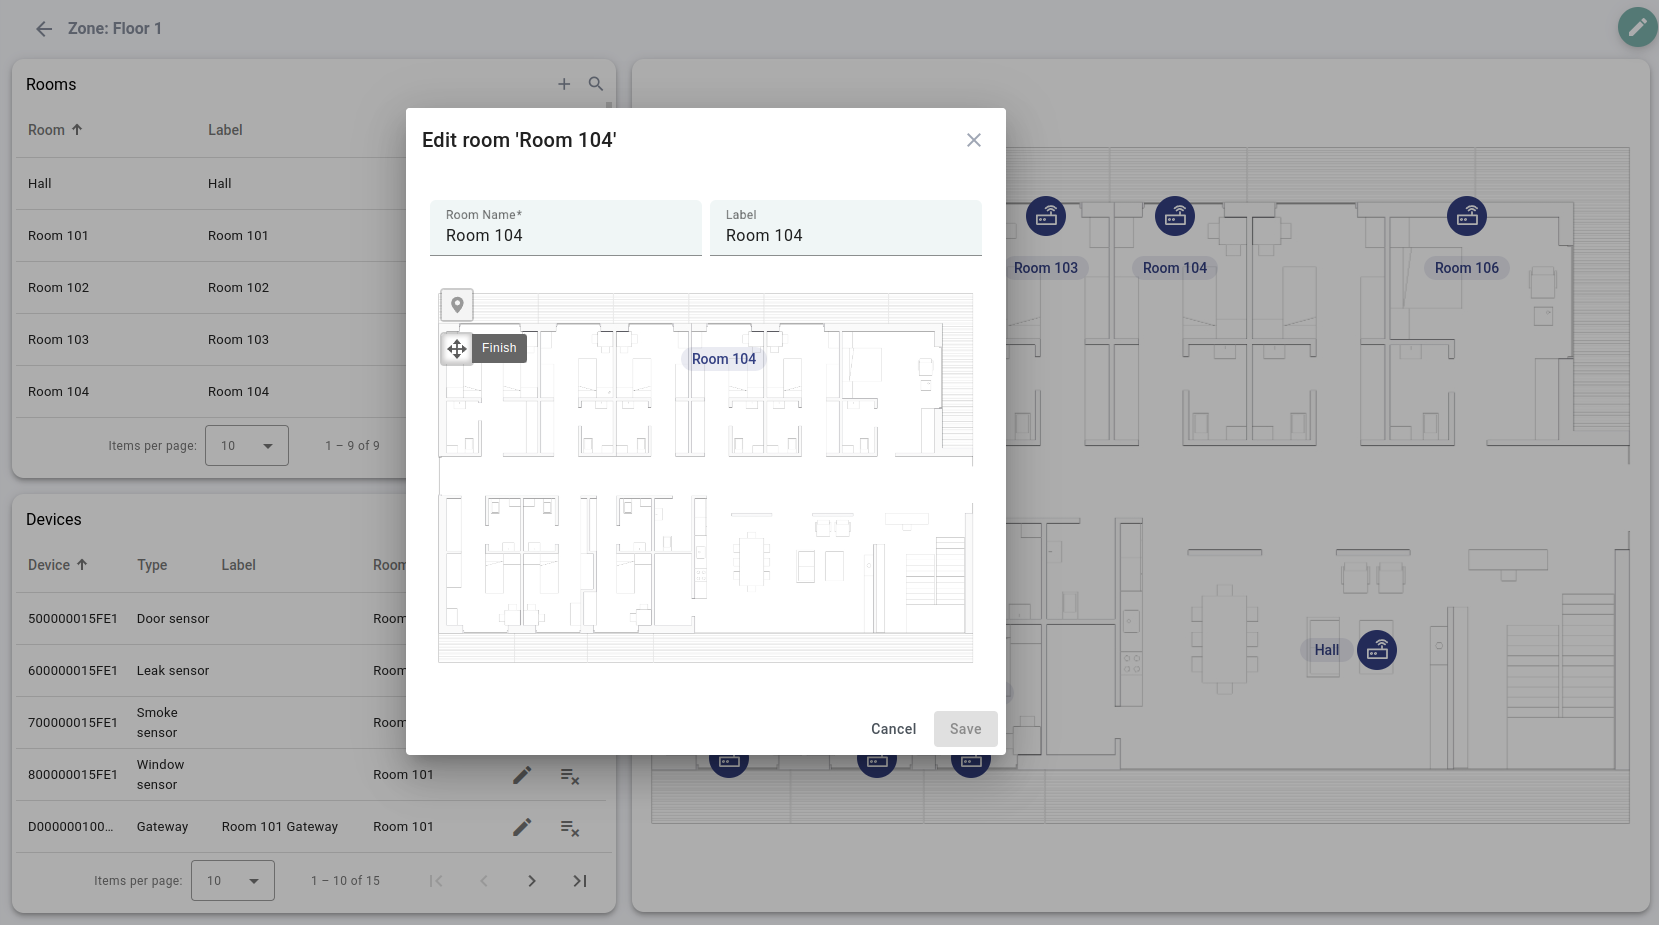 Zone: Floor 1
Rooms
Room
Label
Hall
Hall
Room 101
Room 101
Room 102
Room 102
Room 103
Room 103
Room 104
Room 104
Items per page:
10
1 – 9 of 9
Devices
Device
Type
Label
Room
500000015FE1
Door sensor
Room
600000015FE1
Leak sensor
Room
700000015FE1
Smoke
sensor
Room
800000015FE1
Window
sensor
Room 101
D000000100...
Gateway
Room 101 Gateway
Room 101
Items per page:
10
1 – 10 of 15
Edit room 'Room 104'
Room Name*
Room 104
Label
Room 104
Finish
Room 104
Cancel
Save
Room 103
Room 104
Room 106
Hall